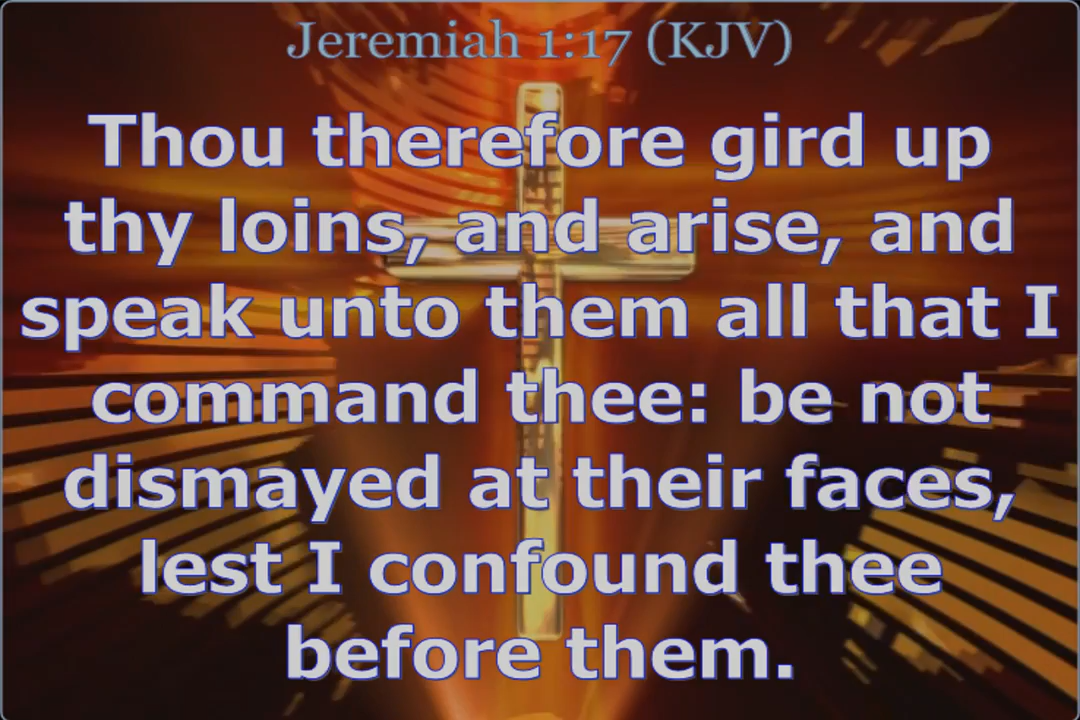 Jeremiah 1:17 (KJV)
Thou therefore gird up
thy loins, and arise, and
speak unto them all that I
command thee: be not
dismayed at their faces,
lest I confound thee
before them.